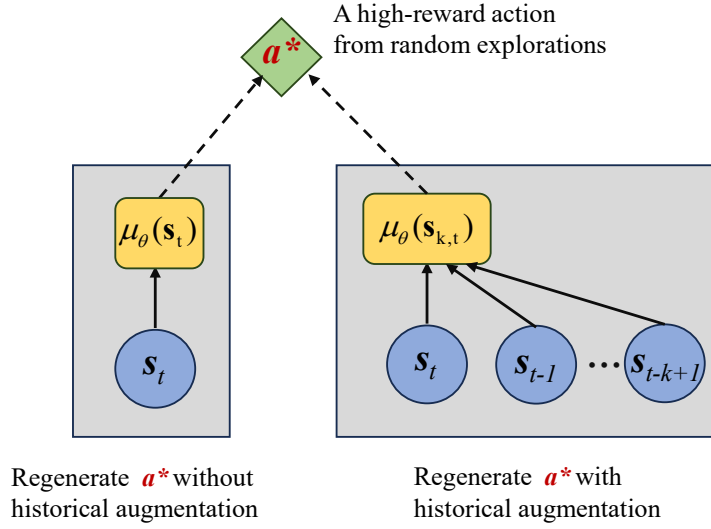 A high-reward action
from random explorations
a*
μθ(st)
μθ(sk,t)
st
st
st-1
...
st-k+1
Regenerate a* without
historical augmentation
Regenerate a* with
historical augmentation